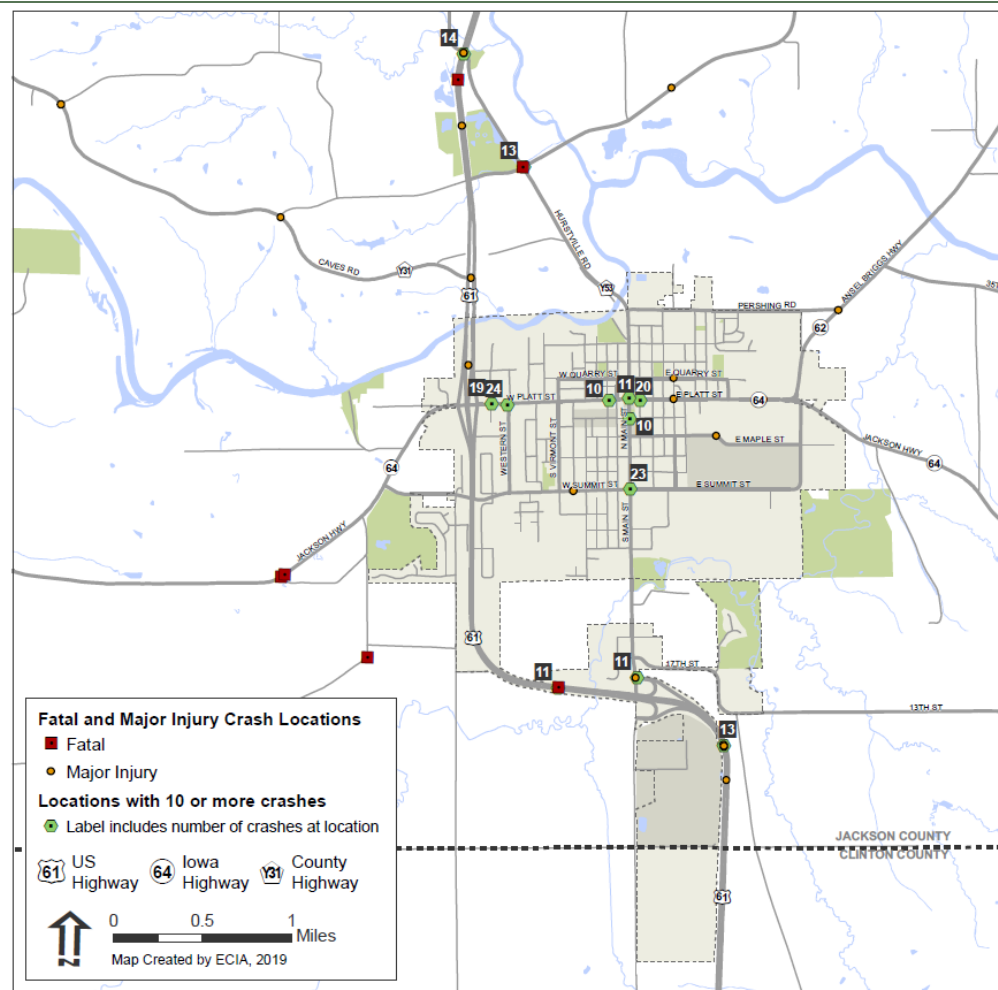 14
13
HURSTVILLE RD
CAVES RD
Y31
61
Y53
ANSEL BRIGGS HWY
35T
PERSHING RD
62
W QUARRY ST
E QUARRY ST
19
24
W PLATT ST
10
11
20
E PLATT ST
64
10
N MAIN ST
WESTERN ST
S VIRMONT ST
E MAPLE ST
JACKSON HWY
64
64
23
W SUMMIT ST
E SUMMIT ST
S MAIN ST
JACKSON HWY
61
11
11
17TH ST
13TH ST
13
JACKSON COUNTY
CLINTON COUNTY
61
Fatal and Major Injury Crash Locations
Fatal
Major Injury
Locations with 10 or more crashes
Label includes number of crashes at location
61 US Highway
64 Iowa Highway
Y31 County Highway
N
0 0.5 1
Miles
Map Created by ECIA, 2019